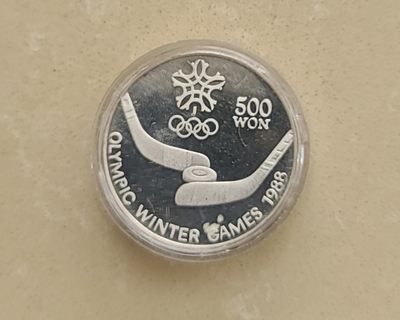 500
WON
OLYMPIC WINTER GAMES 1988